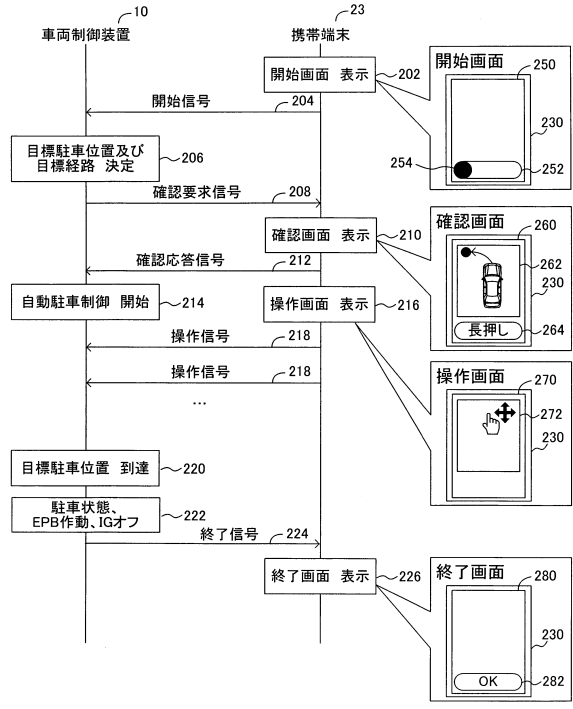 10
23
車両制御装置
携帯端末
開始画面 表示
202
開始信号
204
目標駐車位置及び
目標経路 決定
206
確認要求信号
208
確認画面 表示
210
確認応答信号
212
自動駐車制御 開始
214
操作画面 表示
216
操作信号
218
操作信号
218
...
目標駐車位置 到達
220
駐車状態、
EPB作動、IGオフ
222
終了信号
224
終了画面 表示
226
開始画面
250
230
254
252
確認画面
260
262
230
長押し
264
操作画面
270
272
230
終了画面
280
230
OK
282